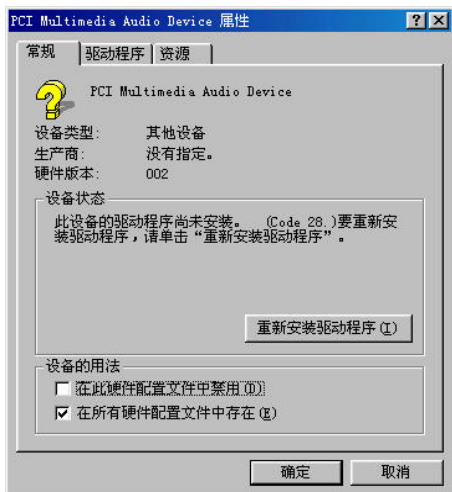 PCI Multimedia Audio Device 属性
常规 驱动程序 资源
PCI Multimedia Audio Device
设备类型: 其他设备
生产商: 没有指定。
硬件版本: 002
设备状态
此设备的驱动程序尚未安装。 (Code 28.)要重新安
装驱动程序，请单击“重新安装驱动程序”。
重新安装驱动程序(I)
设备的用法
在此硬件配置文件中禁用(D)
在所有硬件配置文件中存在(E)
确定 取消